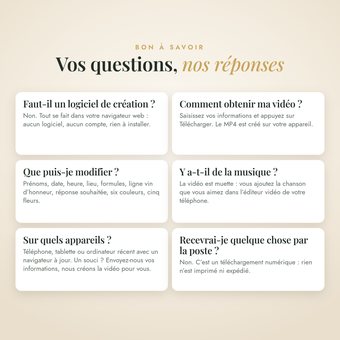 BON À SAVOIR
Vos questions, nos réponses
Faut-il un logiciel de création ?
Non. Tout se fait dans votre navigateur web :
aucun logiciel, aucun compte, rien à installer.
Comment obtenir ma vidéo ?
Saisissez vos informations et appuyez sur
Télécharger. Le MP4 est créé sur votre appareil.
Que puis-je modifier ?
Prénoms, date, heure, lieu, formules, ligne vin
d'honneur, réponse souhaitée, six couleurs, cinq
fleurs.
Y a-t-il de la musique ?
La vidéo est muette : vous ajoutez la chanson
que vous aimez dans l'éditeur vidéo de votre
téléphone.
Sur quels appareils ?
Téléphone, tablette ou ordinateur récent avec un
navigateur à jour. Un souci ? Envoyez-nous vos
informations, nous créons la vidéo pour vous.
Recevrai-je quelque chose par
la poste ?
Non. C'est un téléchargement numérique : rien
n'est imprimé ni expédié.